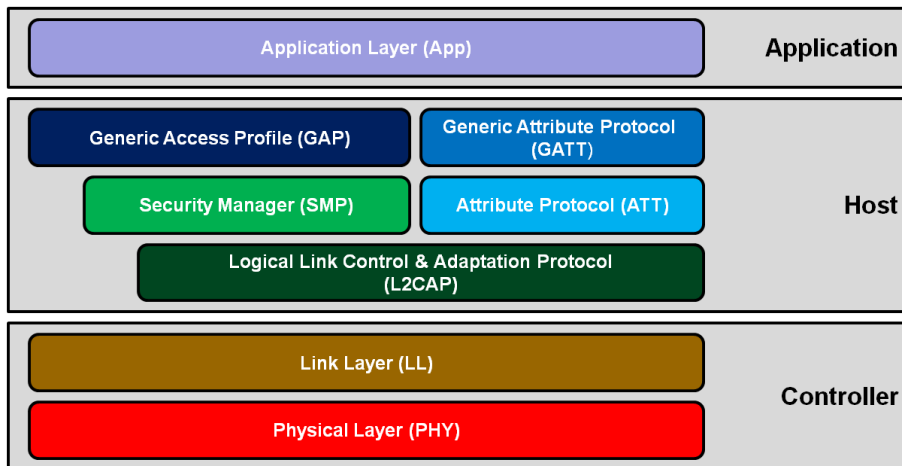 Application Layer (App)
Application
Generic Access Profile (GAP)
Generic Attribute Protocol
(GATT)
Security Manager (SMP)
Attribute Protocol (ATT)
Host
Logical Link Control & Adaptation Protocol
(L2CAP)
Link Layer (LL)
Controller
Physical Layer (PHY)